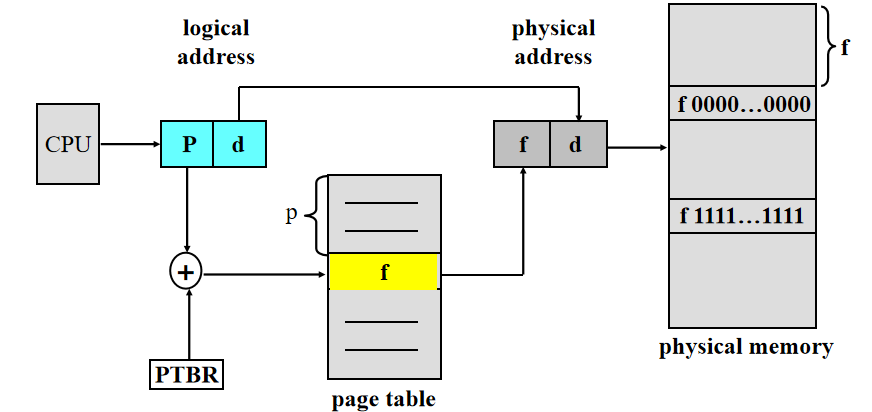 logical
address
physical
address
f
f 0000…0000
CPU
P d
f d
p
f 1111…1111
+
f
physical memory
PTBR
page table